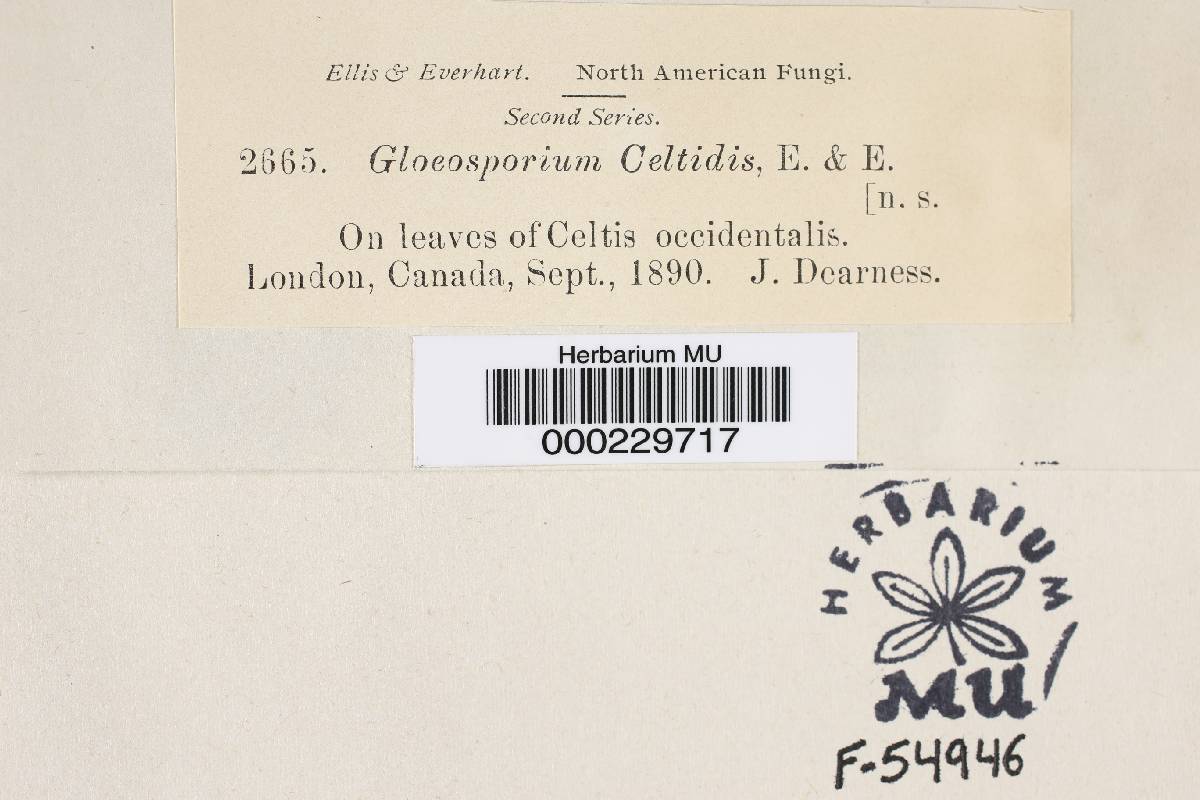 Ellis & Everhart. North American Fungi.
Second Series.
2665. Gloeosporium Celtidis, E. & E.
[n. s.
On leaves of Celtis occidentalis.
London, Canada, Sept., 1890. J. Dearness.
Herbarium MU
000229717
HERBARIUM
MU
F-54946